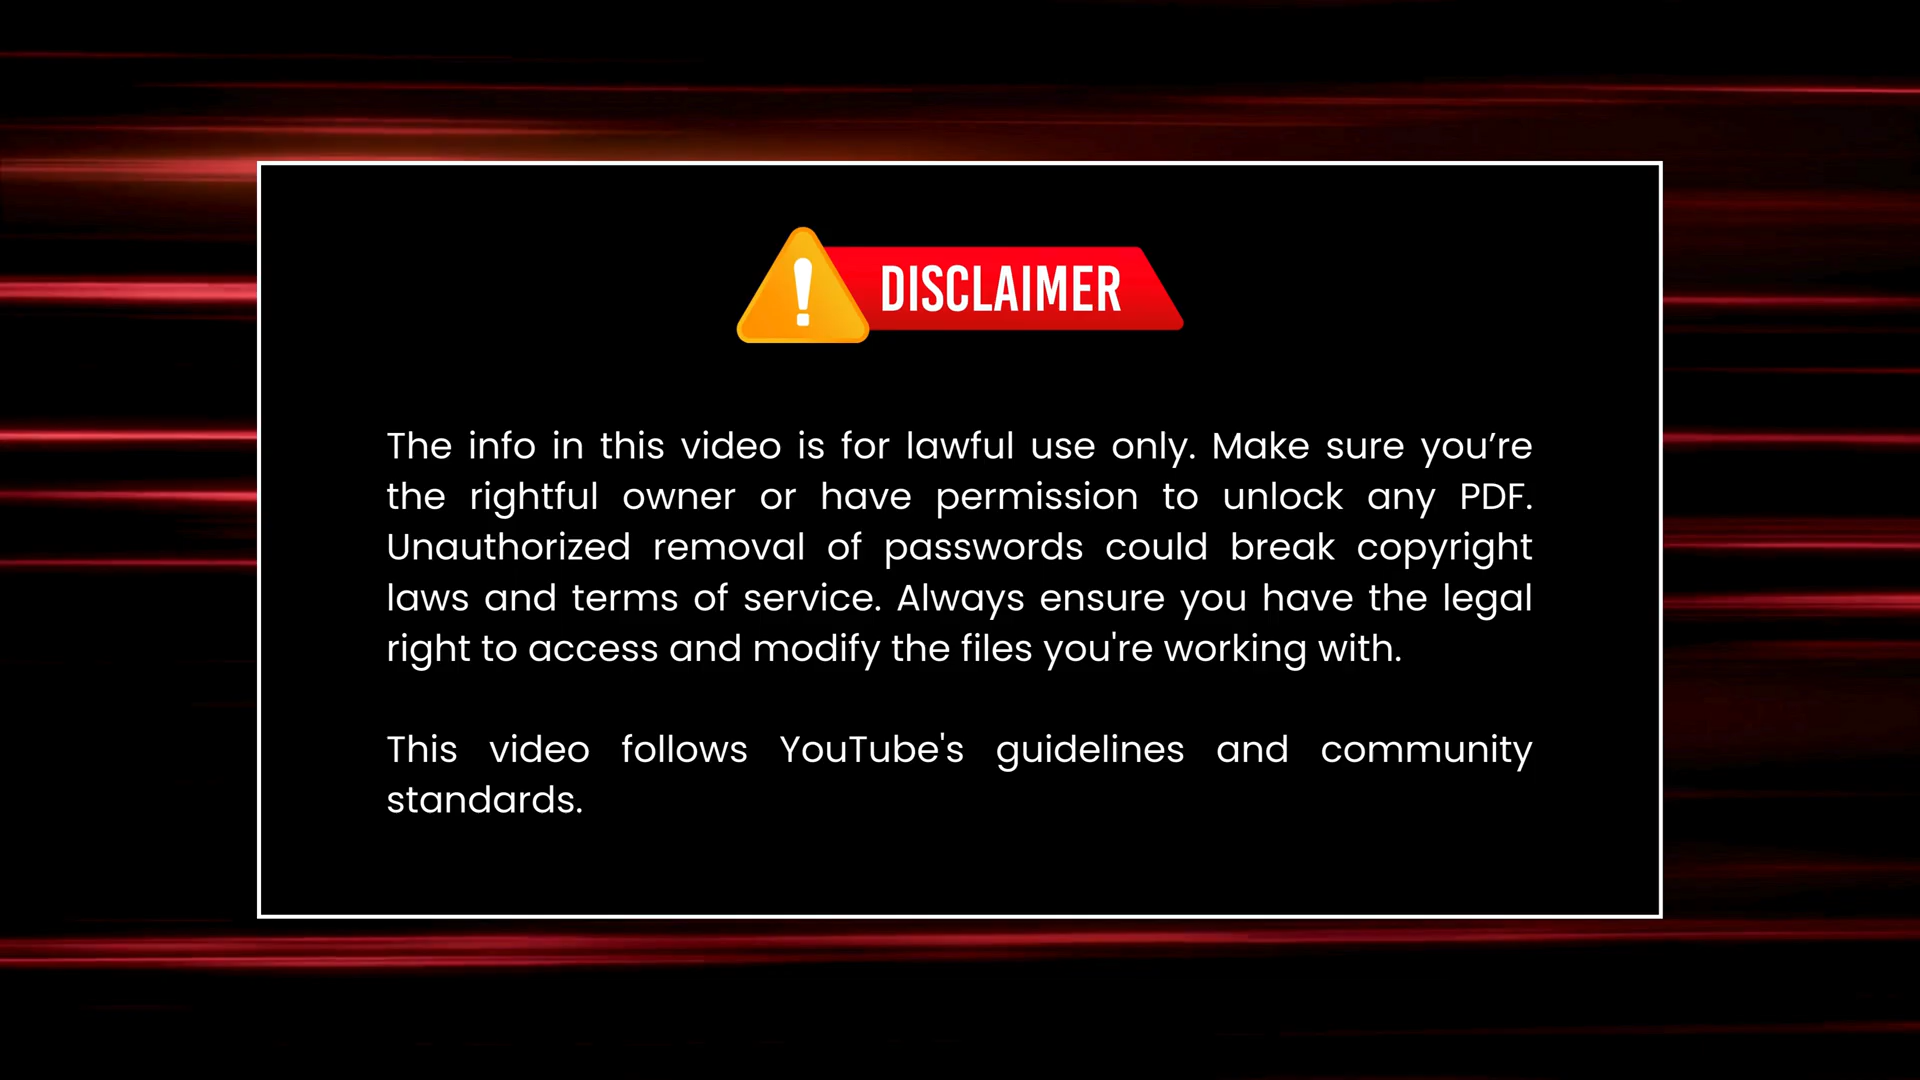 DISCLAIMER
The info in this video is for lawful use only. Make sure you’re
the rightful owner or have permission to unlock any PDF.
Unauthorized removal of passwords could break copyright
laws and terms of service. Always ensure you have the legal
right to access and modify the files you're working with.
This video follows YouTube's guidelines and community
standards.